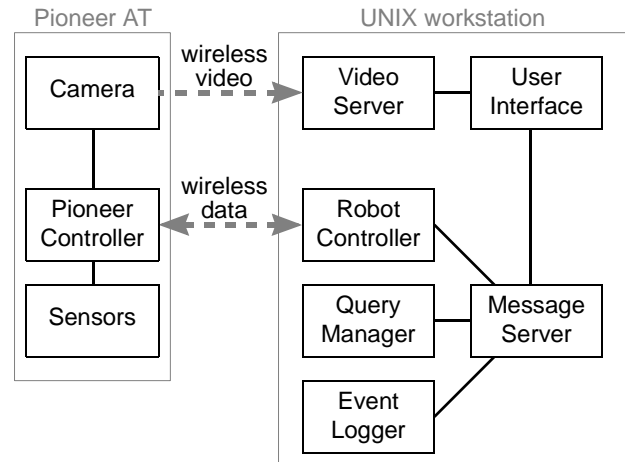 Pioneer AT
UNIX workstation
Camera
wireless
video
Video
Server
User
Interface
Pioneer
Controller
wireless
data
Robot
Controller
Sensors
Query
Manager
Message
Server
Event
Logger